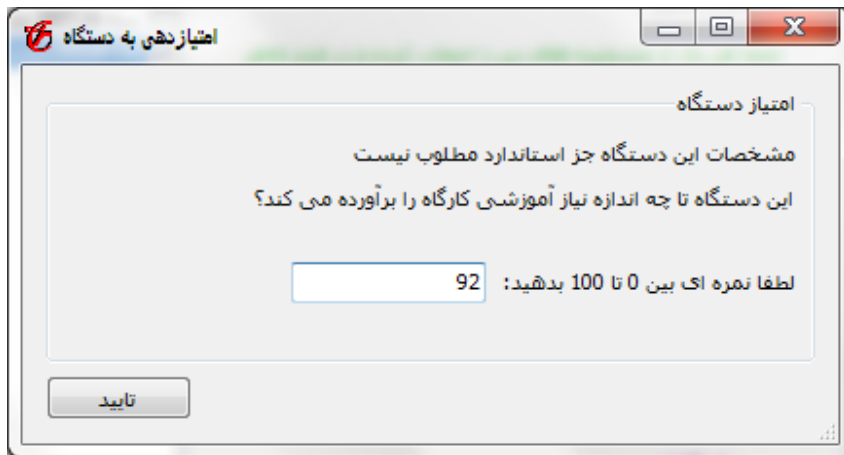 امتیازدهی به دستگاه
امتیاز دستگاه
مشخصات این دستگاه جز استاندارد مطلوب نیست
این دستگاه تا چه اندازه نیاز آموزشی کارگاه را برآورده می کند؟
لطفا نمره ای بین 0 تا 100 بدهید: 92
تایید